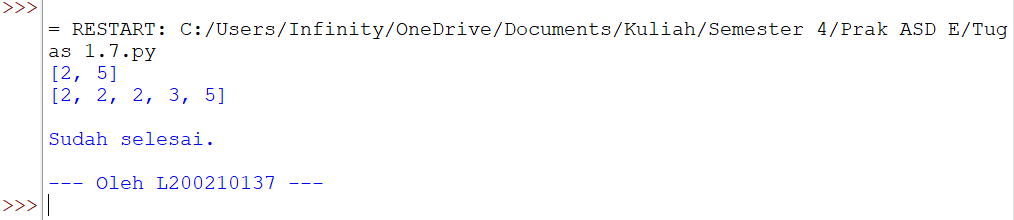 >>>
= RESTART: C:/Users/Infinity/OneDrive/Documents/Kuliah/Semester 4/Prak ASD E/Tug
as 1.7.py
[2, 5]
[2, 2, 2, 3, 5]
Sudah selesai.
--- Oleh L200210137 ---
>>>